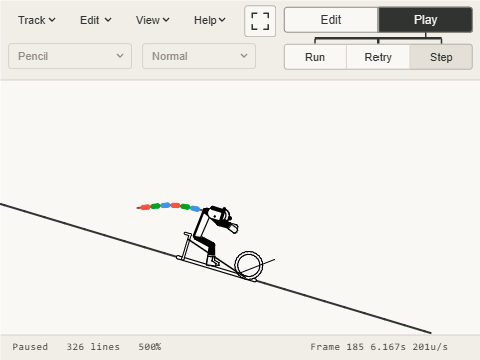 Track Edit View Help Edit Play
Pencil Normal Run Retry Step
Paused 326 lines 500% Frame 185 6.167s 201u/s